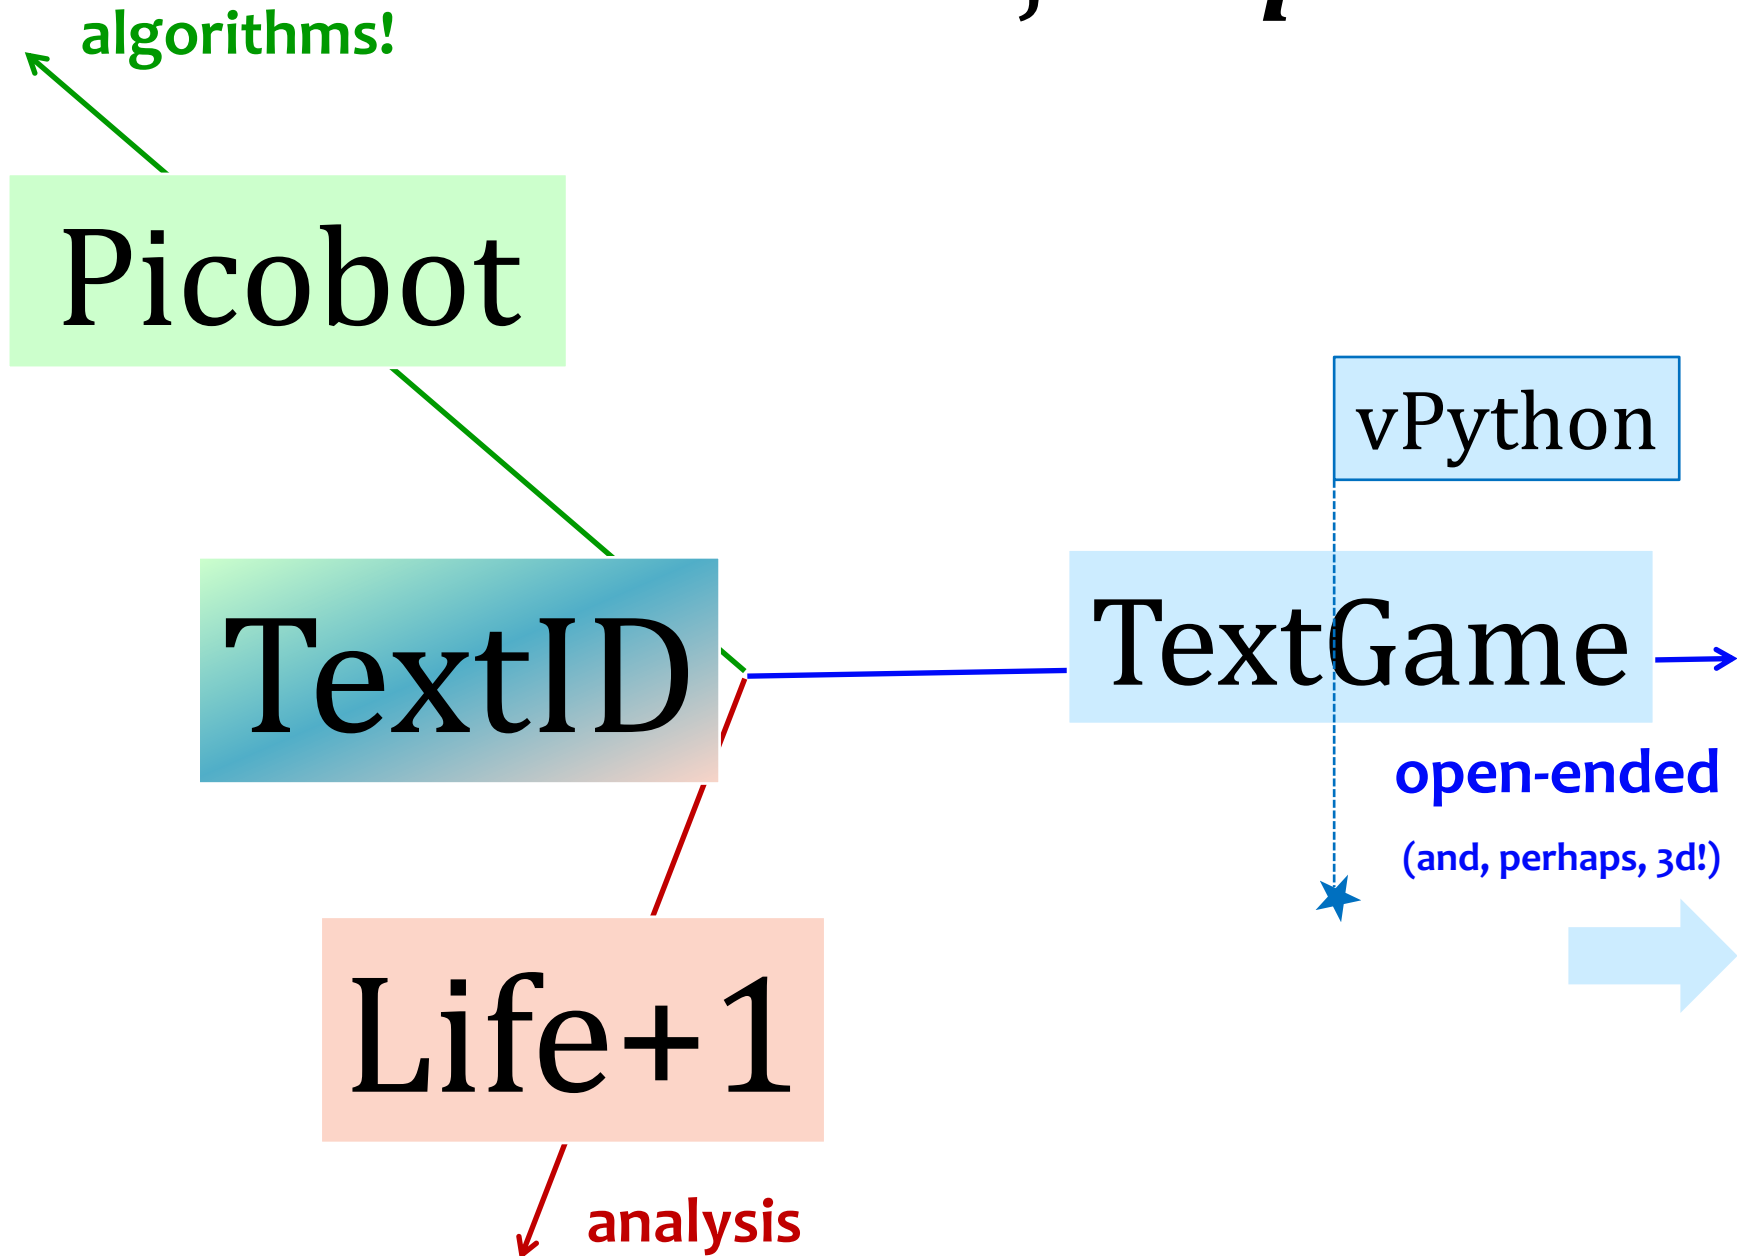 algorithms!
Picobot
vPython
TextID
TextGame
open-ended
(and, perhaps, 3d!)
Life+1
analysis